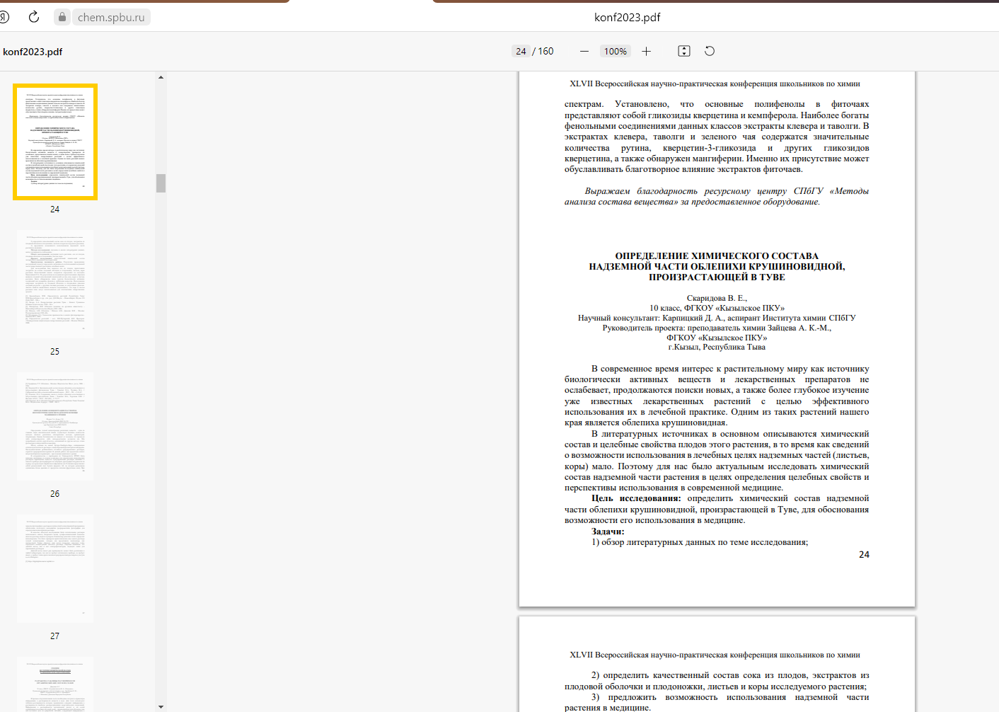 chem.spbu.ru
konf2023.pdf
konf2023.pdf
24 / 160
100%
24
25
26
27
XLVII Всероссийская научно-практическая конференция школьников по химии
спектрам. Установлено, что основные полифенолы в фиточаях
представляют собой гликозиды кверцетина и кемпферола. Наиболее богаты
фенольными соединениями данных классов экстракты клевера и таволги. В
экстрактах клевера, таволги и зеленого чая содержатся значительные
количества рутина, кверцетин-3-гликозида и других гликозидов
кверцетина, а также обнаружен мангиферин. Именно их присутствие может
обуславливать благотворное влияние экстрактов фиточаев.
Выражаем благодарность ресурсному центру СПбГУ «Методы
анализа состава вещества» за предоставленное оборудование.
ОПРЕДЕЛЕНИЕ ХИМИЧЕСКОГО СОСТАВА
НАДЗЕМНОЙ ЧАСТИ ОБЛЕПИХИ КРУШИНОВИДНОЙ,
ПРОИЗРАСТАЮЩЕЙ В ТУВЕ
Скаридова В. Е.,
10 класс, ФГКОУ «Кызылское ПКУ»
Научный консультант: Карпицкий Д. А., аспирант Института химии СПбГУ
Руководитель проекта: преподаватель химии Зайцева А. К.-М.,
ФГКОУ «Кызылское ПКУ»
г.Кызыл, Республика Тыва
В современное время интерес к растительному миру как источнику
биологически активных веществ и лекарственных препаратов не
ослабевает, продолжаются поиски новых, а также более глубокое изучение
уже известных лекарственных растений с целью эффективного
использования их в лечебной практике. Одним из таких растений нашего
края является облепиха крушиновидная.
В литературных источниках в основном описываются химический
состав и целебные свойства плодов этого растения, в то время как сведений
о возможности использования в лечебных целях надземных частей (листьев,
коры) мало. Поэтому для нас было актуальным исследовать химический
состав надземной части растения в целях определения целебных свойств и
перспективы использования в современной медицине.
Цель исследования: определить химический состав надземной
части облепихи крушиновидной, произрастающей в Туве, для обоснования
возможности его использования в медицине.
Задачи:
1) обзор литературных данных по теме исследования;
24
XLVII Всероссийская научно-практическая конференция школьников по химии
2) определить качественный состав сока из плодов, экстрактов из
плодовой оболочки и плодоножки, листьев и коры исследуемого растения;
3) предложить возможность использования надземной части
растения в медицине.